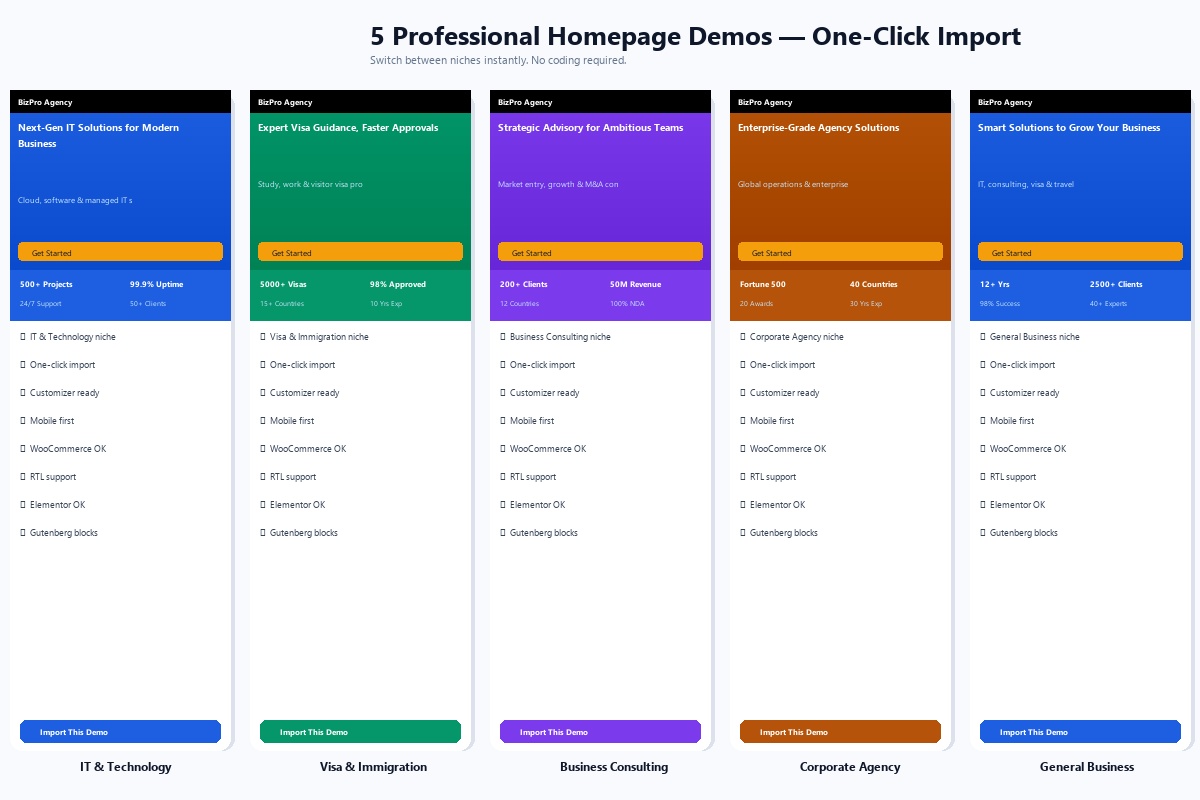 5 Professional Homepage Demos — One-Click Import
Switch between niches instantly. No coding required.
BizPro Agency
Next-Gen IT Solutions for Modern
Business
Cloud, software & managed IT s
Get Started
500+ Projects
99.9% Uptime
24/7 Support
50+ Clients
IT & Technology niche
One-click import
Customizer ready
Mobile first
WooCommerce OK
RTL support
Elementor OK
Gutenberg blocks
Import This Demo
IT & Technology
BizPro Agency
Expert Visa Guidance, Faster Approvals
Study, work & visitor visa pro
Get Started
5000+ Visas
98% Approved
15+ Countries
10 Yrs Exp
Visa & Immigration niche
One-click import
Customizer ready
Mobile first
WooCommerce OK
RTL support
Elementor OK
Gutenberg blocks
Import This Demo
Visa & Immigration
BizPro Agency
Strategic Advisory for Ambitious Teams
Market entry, growth & M&A con
Get Started
200+ Clients
50M Revenue
12 Countries
100% NDA
Business Consulting niche
One-click import
Customizer ready
Mobile first
WooCommerce OK
RTL support
Elementor OK
Gutenberg blocks
Import This Demo
Business Consulting
BizPro Agency
Enterprise-Grade Agency Solutions
Global operations & enterprise
Get Started
Fortune 500
40 Countries
20 Awards
30 Yrs Exp
Corporate Agency niche
One-click import
Customizer ready
Mobile first
WooCommerce OK
RTL support
Elementor OK
Gutenberg blocks
Import This Demo
Corporate Agency
BizPro Agency
Smart Solutions to Grow Your Business
IT, consulting, visa & travel
Get Started
12+ Yrs
2500+ Clients
98% Success
40+ Experts
General Business niche
One-click import
Customizer ready
Mobile first
WooCommerce OK
RTL support
Elementor OK
Gutenberg blocks
Import This Demo
General Business